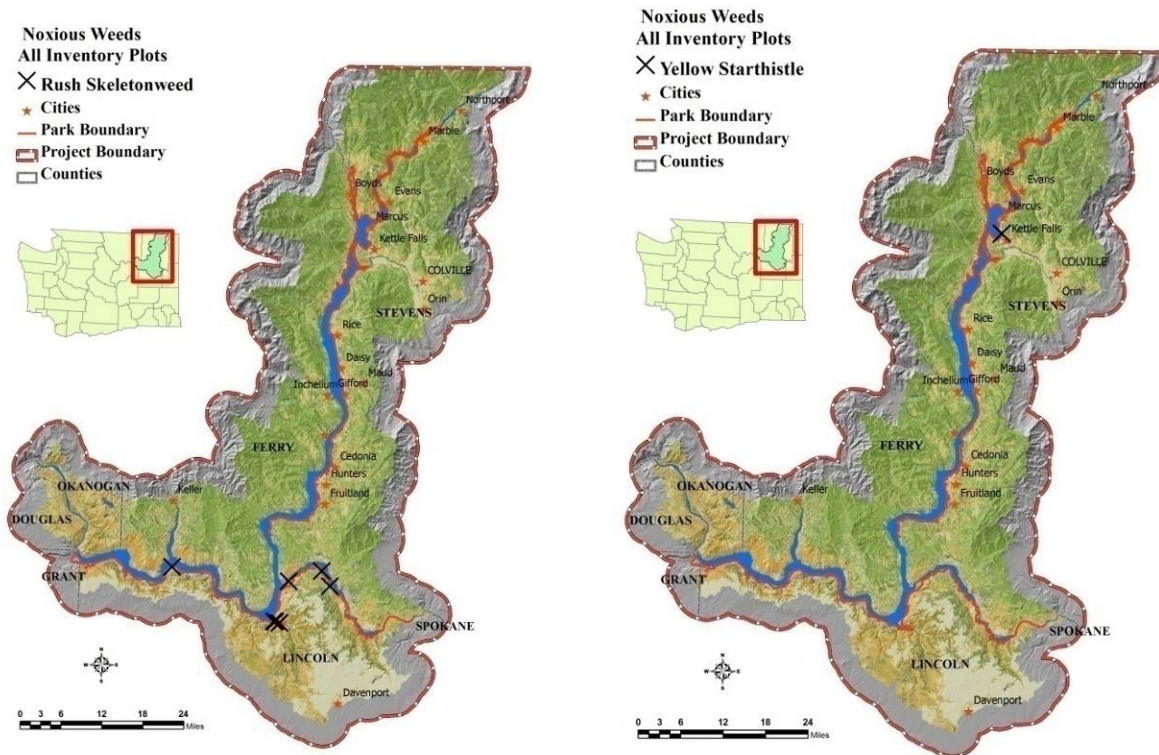 Noxious Weeds
All Inventory Plots
Rush Skeletonweed
Cities
Park Boundary
Project Boundary
Counties
Northport
Marble
Boyds
Evans
Marcus
Kettle Falls
COLVILLE
Orin
STEVENS
Rice
Daisy
Maud
Inchelium
Gifford
FERRY
Cedonia
Hunters
Fruitland
OKANOGAN
Keller
DOUGLAS
GRANT
SPOKANE
LINCOLN
Davenport
N
W E
S
0 3 6 12 18 24
Miles
Noxious Weeds
All Inventory Plots
Yellow Starthistle
Cities
Park Boundary
Project Boundary
Counties
Northport
Marble
Boyds
Evans
Marcus
Kettle Falls
COLVILLE
Orin
STEVENS
Rice
Daisy
Maud
Inchelium
Gifford
FERRY
Cedonia
Hunters
Fruitland
OKANOGAN
Keller
DOUGLAS
GRANT
SPOKANE
LINCOLN
Davenport
N
W E
S
0 3 6 12 18 24
Miles